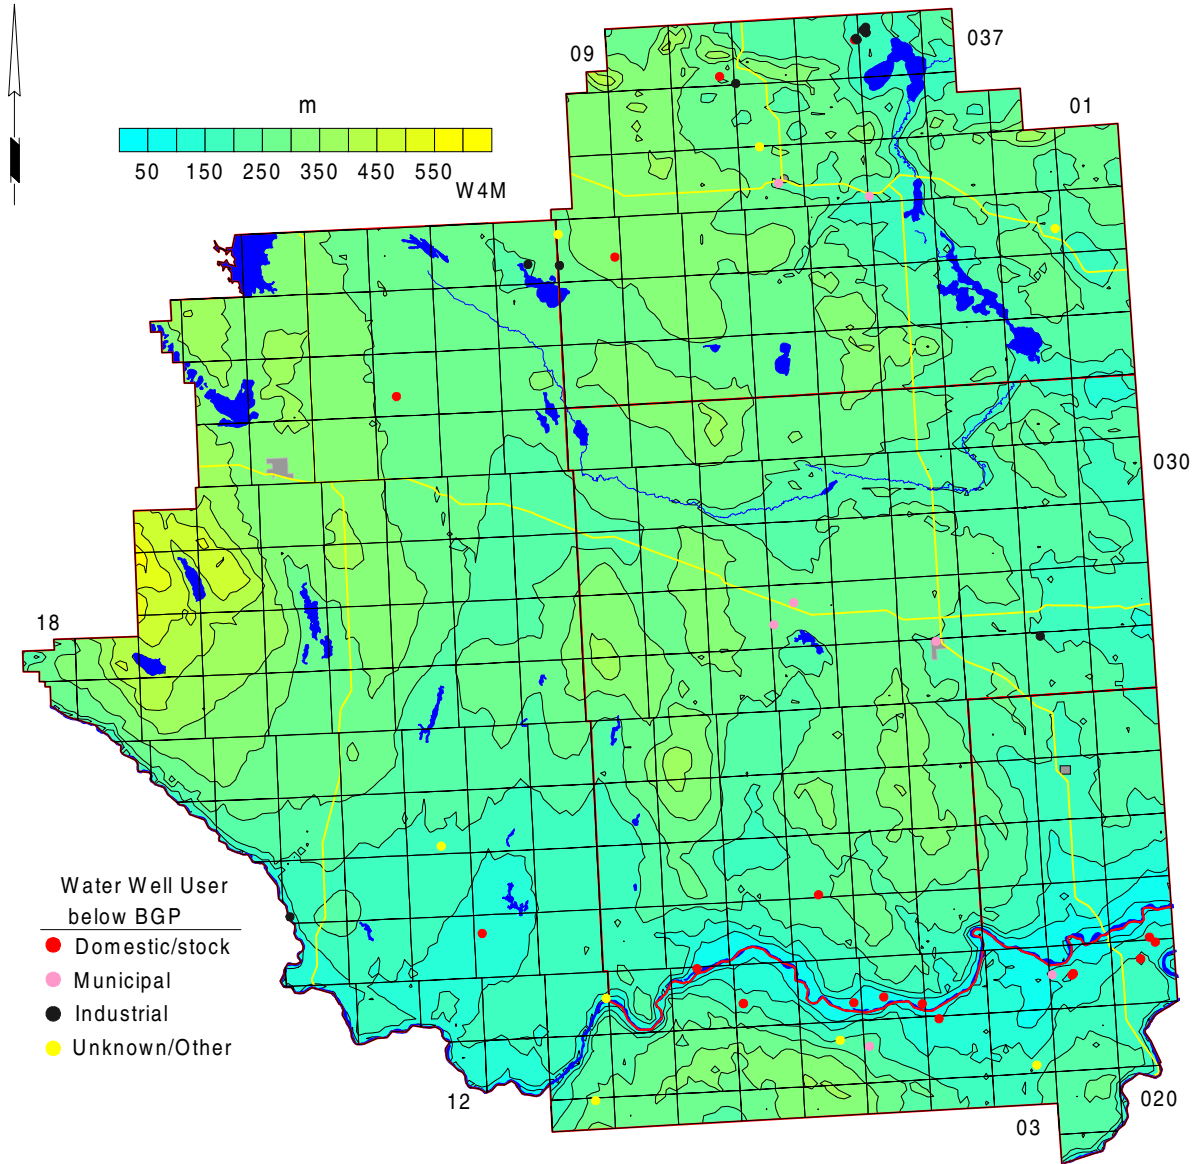 037
09
m
01
50 150 250 350 450 550
W4M
030
18
Water Well User
below BGP
Domestic/stock
Municipal
Industrial
Unknown/Other
12
020
03